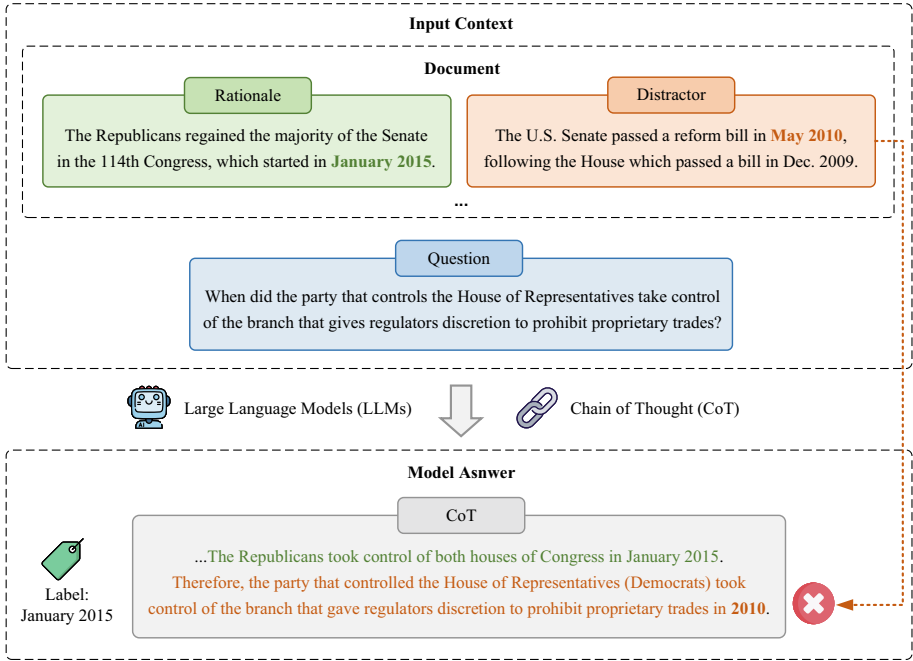 Input Context
Document
Rationale
The Republicans regained the majority of the Senate
in the 114th Congress, which started in January 2015.
Distractor
The U.S. Senate passed a reform bill in May 2010,
following the House which passed a bill in Dec. 2009.
...
Question
When did the party that controls the House of Representatives take control
of the branch that gives regulators discretion to prohibit proprietary trades?
AI
Large Language Models (LLMs)
Chain of Thought (CoT)
Model Asnwer
CoT
...The Republicans took control of both houses of Congress in January 2015.
Therefore, the party that controlled the House of Representatives (Democrats) took
control of the branch that gave regulators discretion to prohibit proprietary trades in 2010.
Label:
January 2015